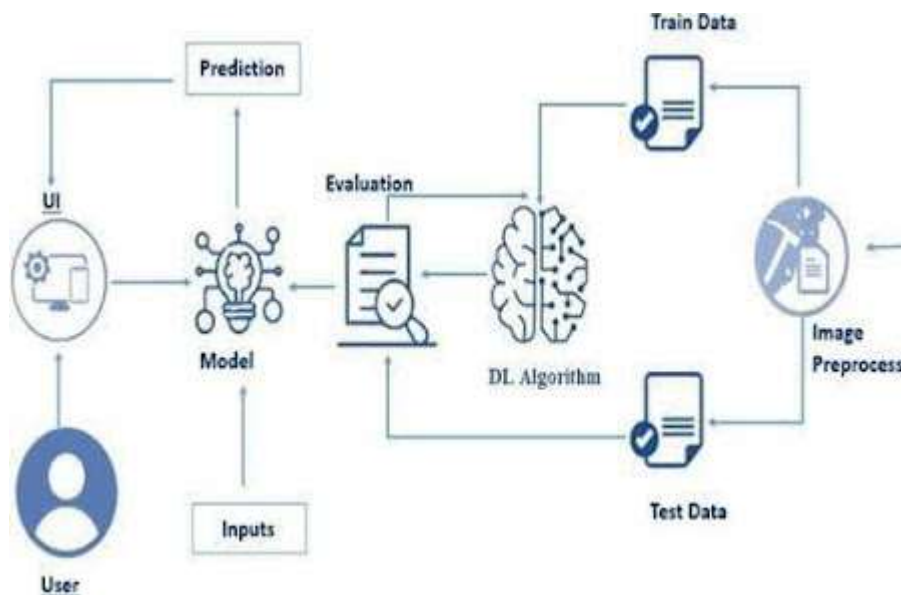 Train Data
Prediction
Evaluation
UI
Image
Preprocess
Model
DL Algorithm
Inputs
Test Data
User